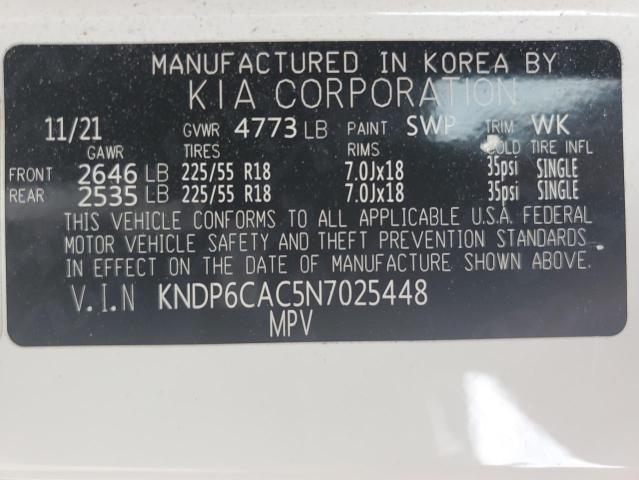 MANUFACTURED IN KOREA BY
KIA CORPORATION
11/21 GVWR 4773 LB PAINT SWP TRIM WK
GAWR TIRES RIMS COLD TIRE INFL
FRONT 2646 LB 225/55 R18 7.0Jx18 35psi SINGLE
REAR 2535 LB 225/55 R18 7.0Jx18 35psi SINGLE
THIS VEHICLE CONFORMS TO ALL APPLICABLE U.S.A. FEDERAL
MOTOR VEHICLE SAFETY AND THEFT PREVENTION STANDARDS
IN EFFECT ON THE DATE OF MANUFACTURE SHOWN ABOVE.
V.I.N KNDP6CAC5N7025448
MPV